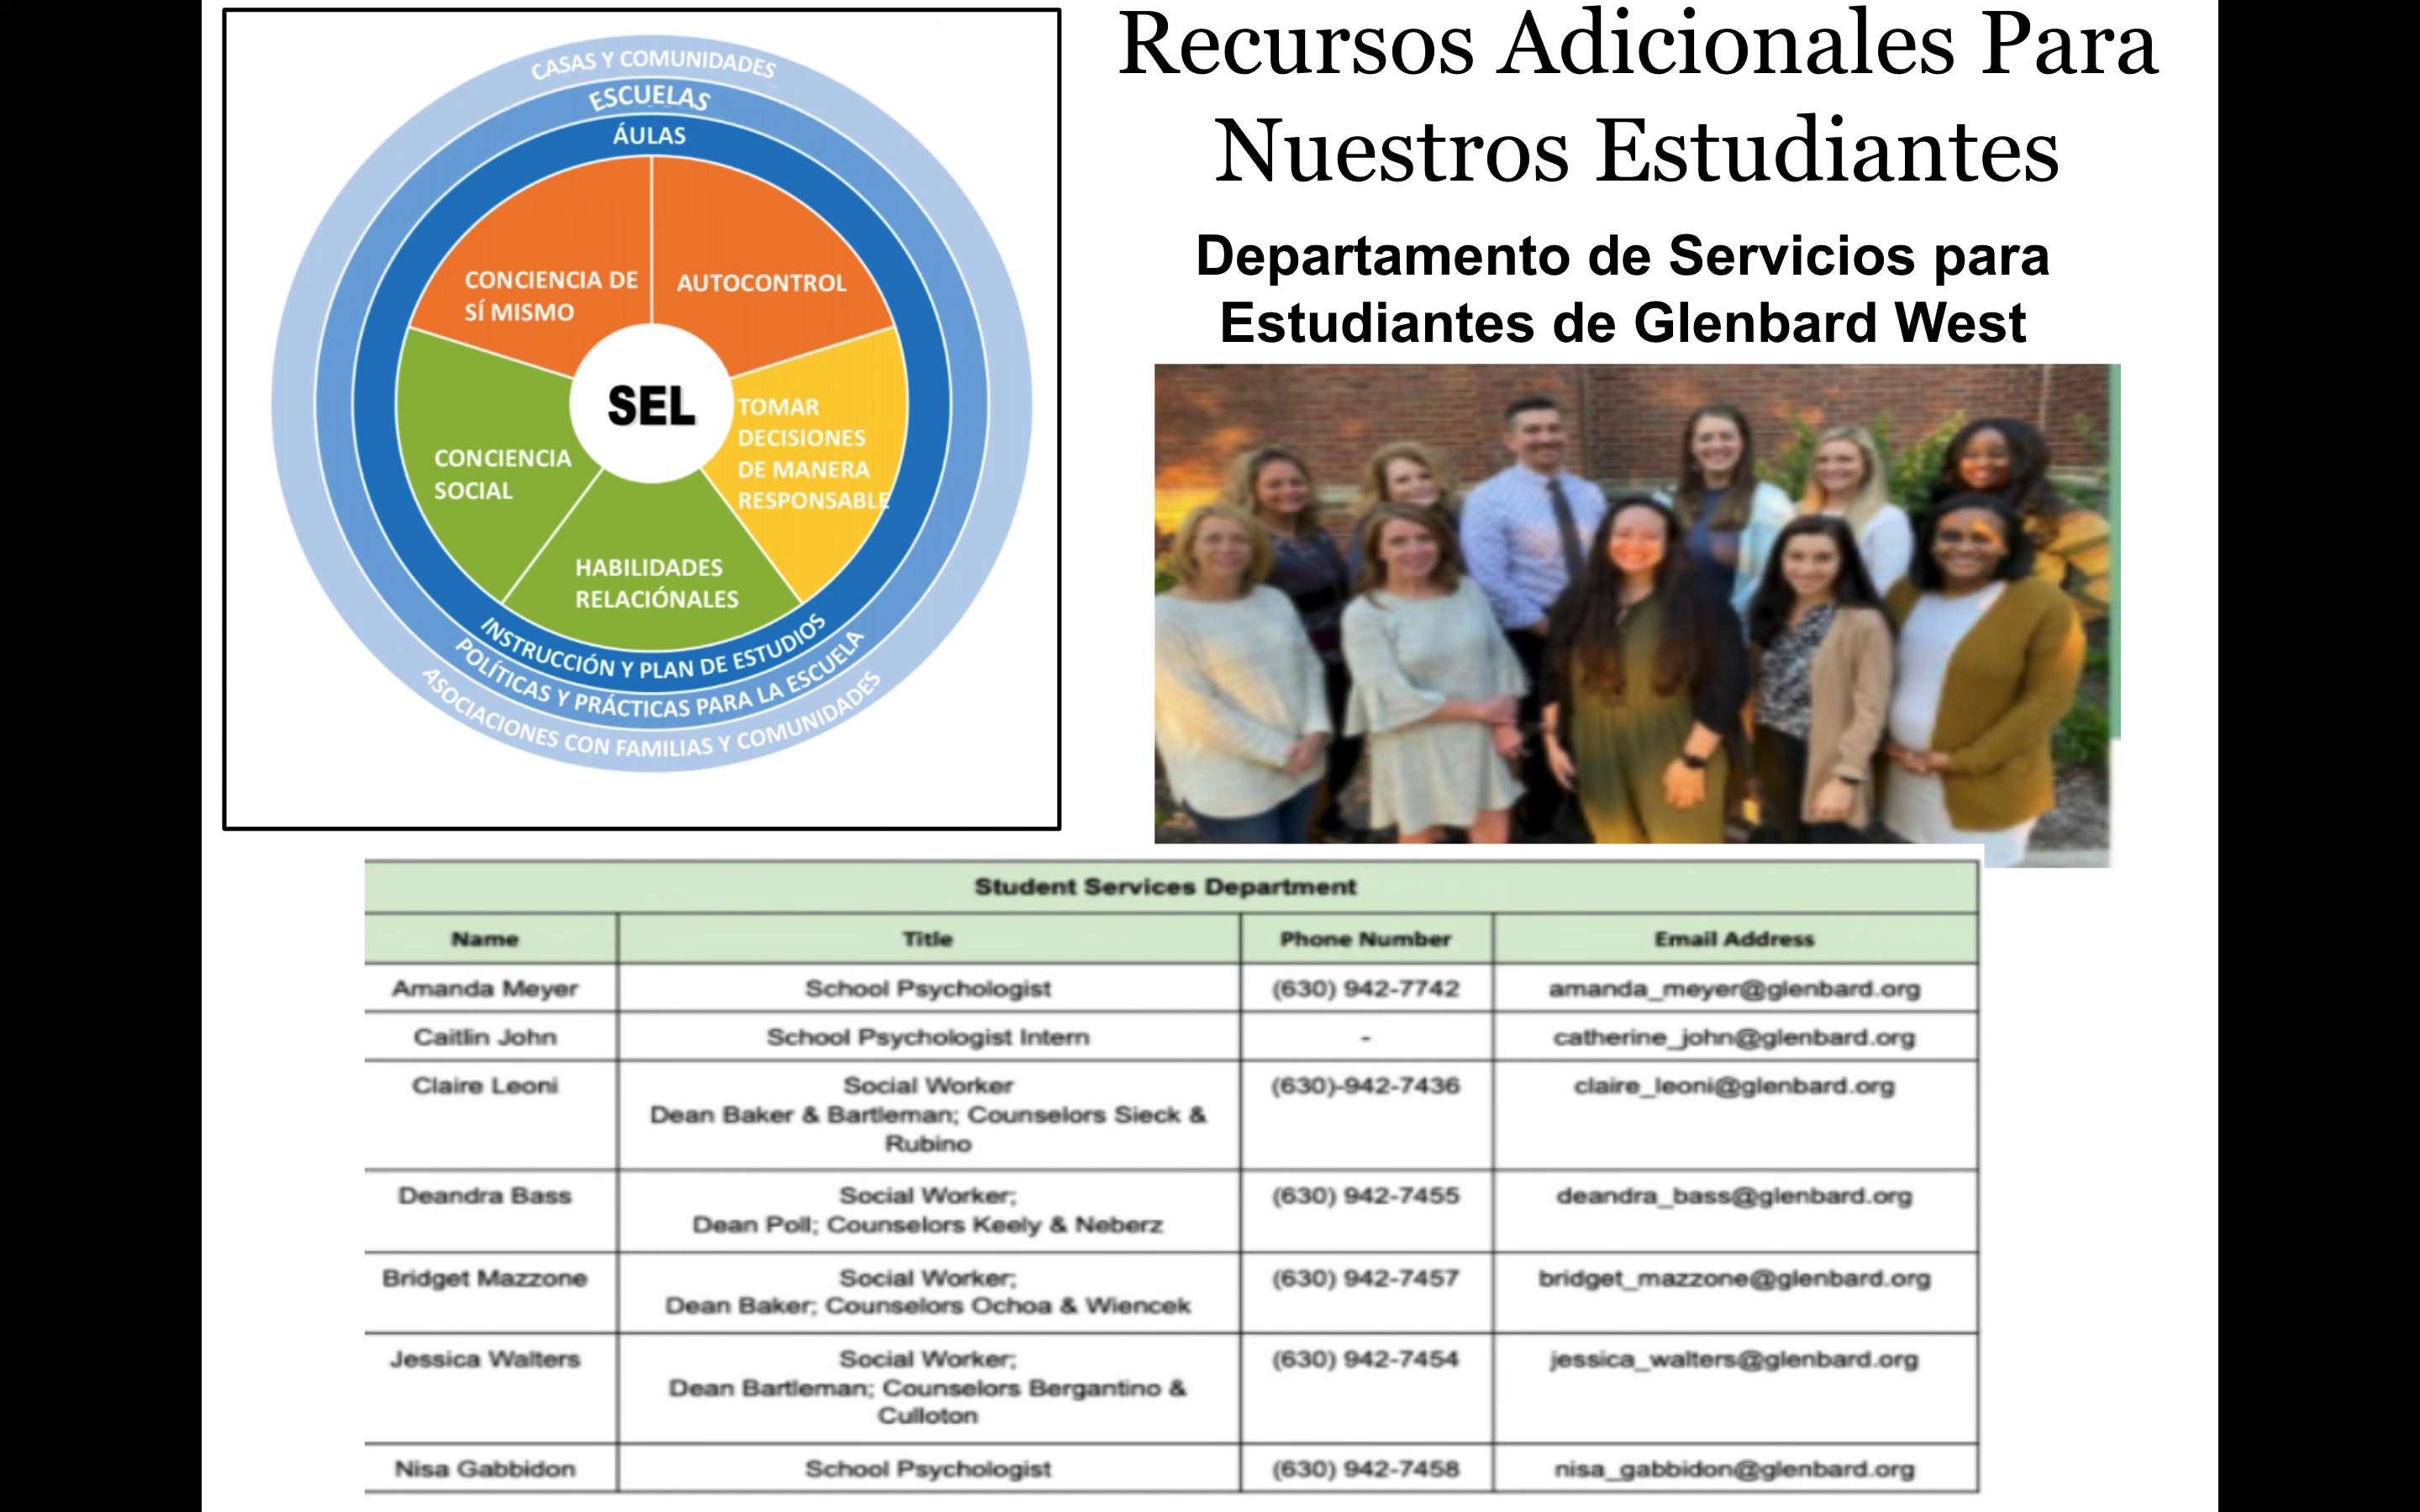 CASAS Y COMUNIDADES
ESCUELAS
ÁULAS
CONCIENCIA DE
SÍ MISMO
AUTOCONTROL
SEL
TOMAR
DECISIONES
DE MANERA
RESPONSABLE
CONCIENCIA
SOCIAL
HABILIDADES
RELACIÓNALES
INSTRUCCIÓN Y PLAN DE ESTUDIOS
POLÍTICAS Y PRÁCTICAS PARA LA ESCUELA
ASOCIACIONES CON FAMILIAS Y COMUNIDADES
Recursos Adicionales Para
Nuestros Estudiantes
Departamento de Servicios para
Estudiantes de Glenbard West
Student Services Department
Name Title Phone Number Email Address
Amanda Meyer School Psychologist (630) 942-7742 amanda_meyer@glenbard.org
Caitlin John School Psychologist Intern - catherine_john@glenbard.org
Claire Leoni Social Worker (630)-942-7436 claire_leoni@glenbard.org
Dean Baker & Bartleman; Counselors Sieck &
Rubino
Deandra Bass Social Worker; (630) 942-7455 deandra_bass@glenbard.org
Dean Poll; Counselors Keely & Neberz
Bridget Mazzone Social Worker; (630) 942-7457 bridget_mazzone@glenbard.org
Dean Baker; Counselors Ochoa & Wiencek
Jessica Walters Social Worker; (630) 942-7454 jessica_walters@glenbard.org
Dean Bartleman; Counselors Bergantino &
Culloton
Nisa Gabbidon School Psychologist (630) 942-7458 nisa_gabbidon@glenbard.org